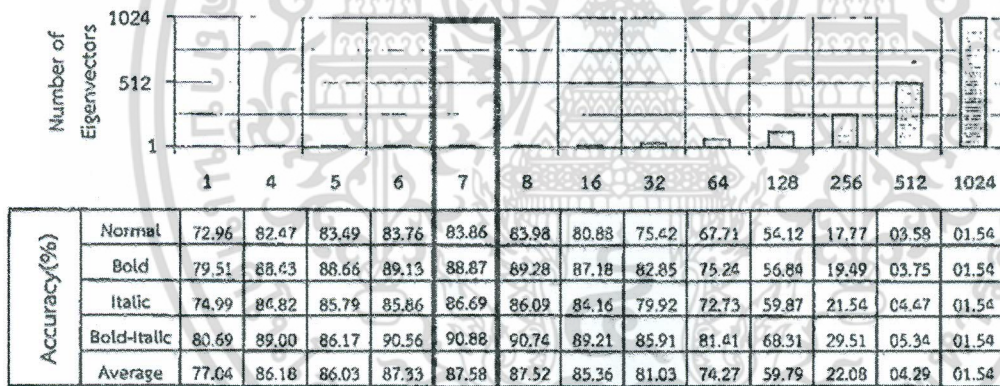 Number of
Eigenvectors
1024
512
1
1 4 5 6 7 8 16 32 64 128 256 512 1024
Accuracy(%)
Normal 72.96 82.47 83.49 83.76 83.86 83.98 80.88 75.42 67.71 54.12 17.77 03.58 01.54
Bold 79.51 88.43 88.66 89.13 88.87 89.28 87.18 82.85 75.24 56.84 19.49 03.75 01.54
Italic 74.99 84.82 85.79 85.86 86.69 86.09 84.16 79.92 72.73 59.87 21.54 04.47 01.54
Bold-Italic 80.69 89.00 86.17 90.56 90.88 90.74 89.21 85.91 81.41 68.31 29.51 05.34 01.54
Average 77.04 86.18 86.03 87.33 87.58 87.52 85.36 81.03 74.27 59.79 22.08 04.29 01.54